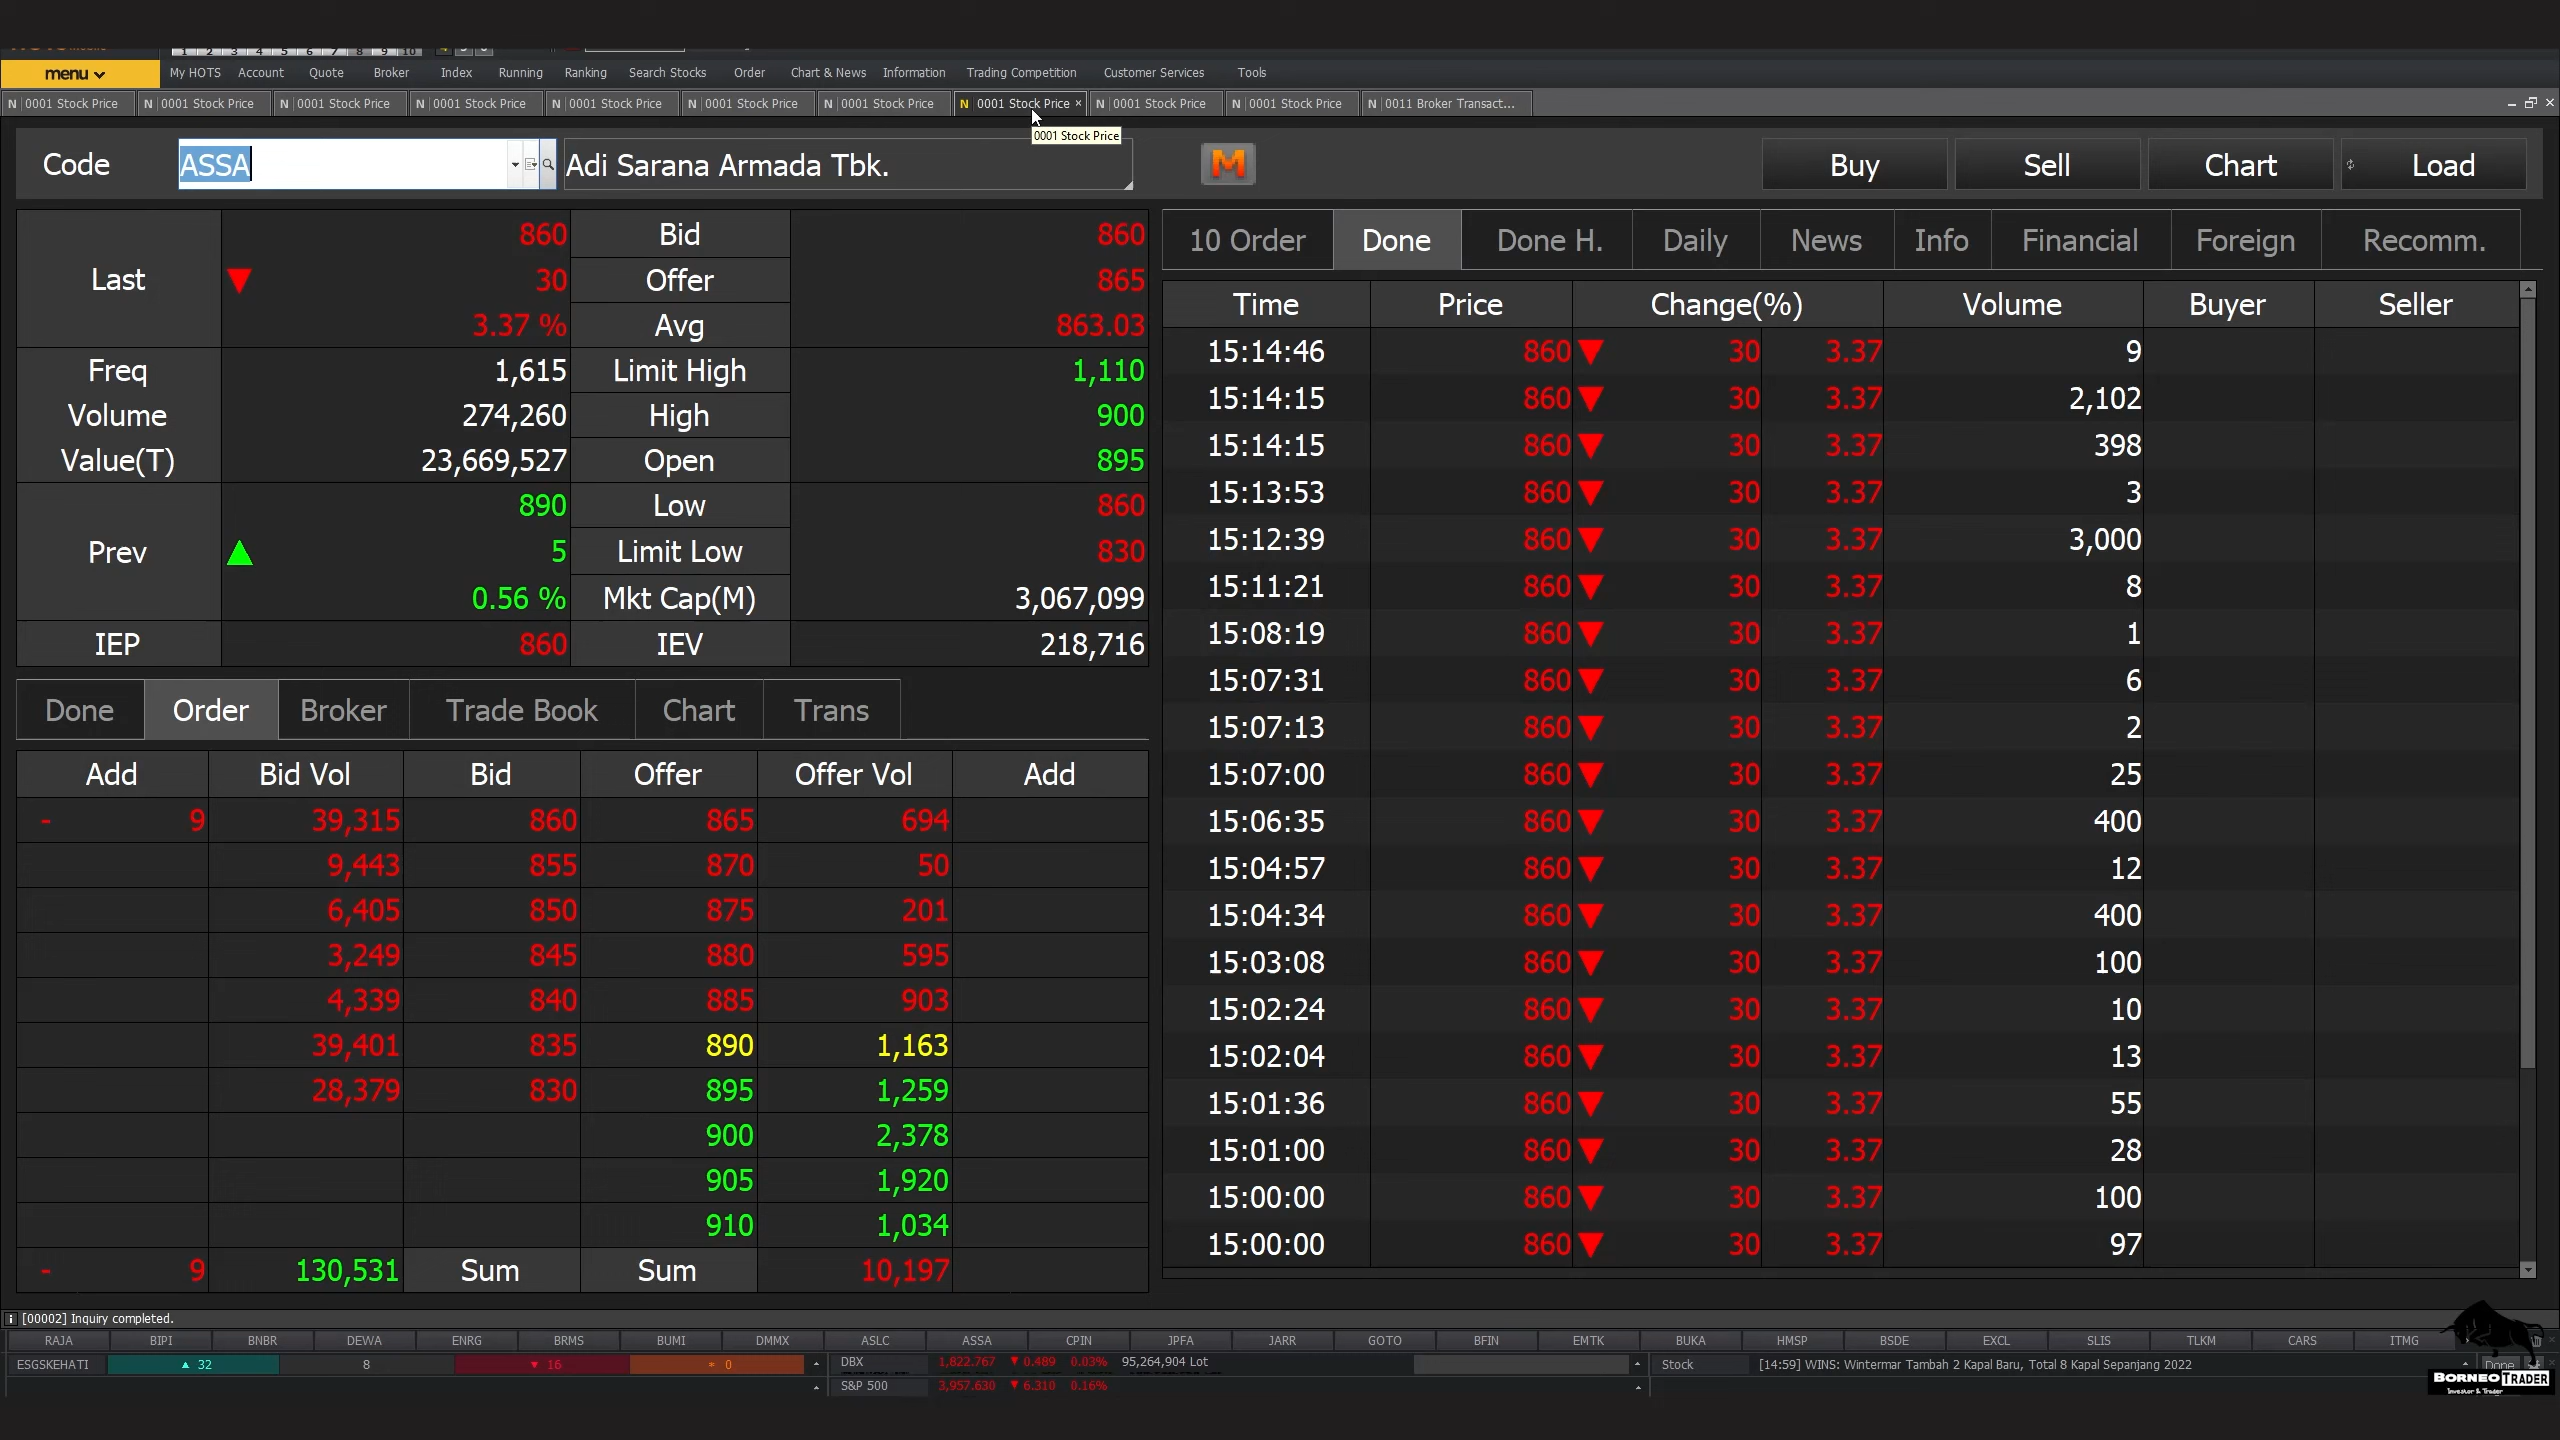 1 2 3 4 5 6 7 8 9 10
menu My HOTS Account Quote Broker Index Running Ranking Search Stocks Order Chart & News Information Trading Competition Customer Services Tools
N 0001 Stock Price N 0001 Stock Price N 0001 Stock Price N 0001 Stock Price N 0001 Stock Price N 0001 Stock Price N 0001 Stock Price N 0001 Stock Price × N 0001 Stock Price N 0001 Stock Price N 0011 Broker Transact...
0001 Stock Price
Code ASSA Adi Sarana Armada Tbk. M Buy Sell Chart Load
Last ▼ 860 30 3.37 %
Bid 860
Offer 865
Avg 863.03
Freq 1,615 Limit High 1,110
Volume 274,260 High 900
Value(T) 23,669,527 Open 895
Prev ▲ 890 5 0.56 %
Low 860
Limit Low 830
Mkt Cap(M) 3,067,099
IEP 860 IEV 218,716
Done Order Broker Trade Book Chart Trans
Add Bid Vol Bid Offer Offer Vol Add
- 9 39,315 860 865 694
9,443 855 870 50
6,405 850 875 201
3,249 845 880 595
4,339 840 885 903
39,401 835 890 1,163
28,379 830 895 1,259
900 2,378
905 1,920
910 1,034
- 9 130,531 Sum Sum 10,197
10 Order Done Done H. Daily News Info Financial Foreign Recomm.
Time Price Change(%) Volume Buyer Seller
15:14:46 860 ▼ 30 3.37 9
15:14:15 860 ▼ 30 3.37 2,102
15:14:15 860 ▼ 30 3.37 398
15:13:53 860 ▼ 30 3.37 3
15:12:39 860 ▼ 30 3.37 3,000
15:11:21 860 ▼ 30 3.37 8
15:08:19 860 ▼ 30 3.37 1
15:07:31 860 ▼ 30 3.37 6
15:07:13 860 ▼ 30 3.37 2
15:07:00 860 ▼ 30 3.37 25
15:06:35 860 ▼ 30 3.37 400
15:04:57 860 ▼ 30 3.37 12
15:04:34 860 ▼ 30 3.37 400
15:03:08 860 ▼ 30 3.37 100
15:02:24 860 ▼ 30 3.37 10
15:02:04 860 ▼ 30 3.37 13
15:01:36 860 ▼ 30 3.37 55
15:01:00 860 ▼ 30 3.37 28
15:00:00 860 ▼ 30 3.37 100
15:00:00 860 ▼ 30 3.37 97
[00002] Inquiry completed.
RAJA BIPI BNBR DEWA ENRG BRMS BUMI DMMX ASLC ASSA CPIN JPFA JARR GOTO BFIN EMTK BUKA HMSP BSDE EXCL SLIS TLKM CARS ITMG
ESGSKEHATI ▲ 32 8 ▼ 16 * 0 DBX 1,822.767 ▼ 0.489 0.03% 95,264,904 Lot Stock [14:59] WINS: Wintermar Tambah 2 Kapal Baru, Total 8 Kapal Sepanjang 2022 Done
S&P 500 3,957.630 ▼ 6.310 0.16%
BORNEO TRADER
Investor & Trader